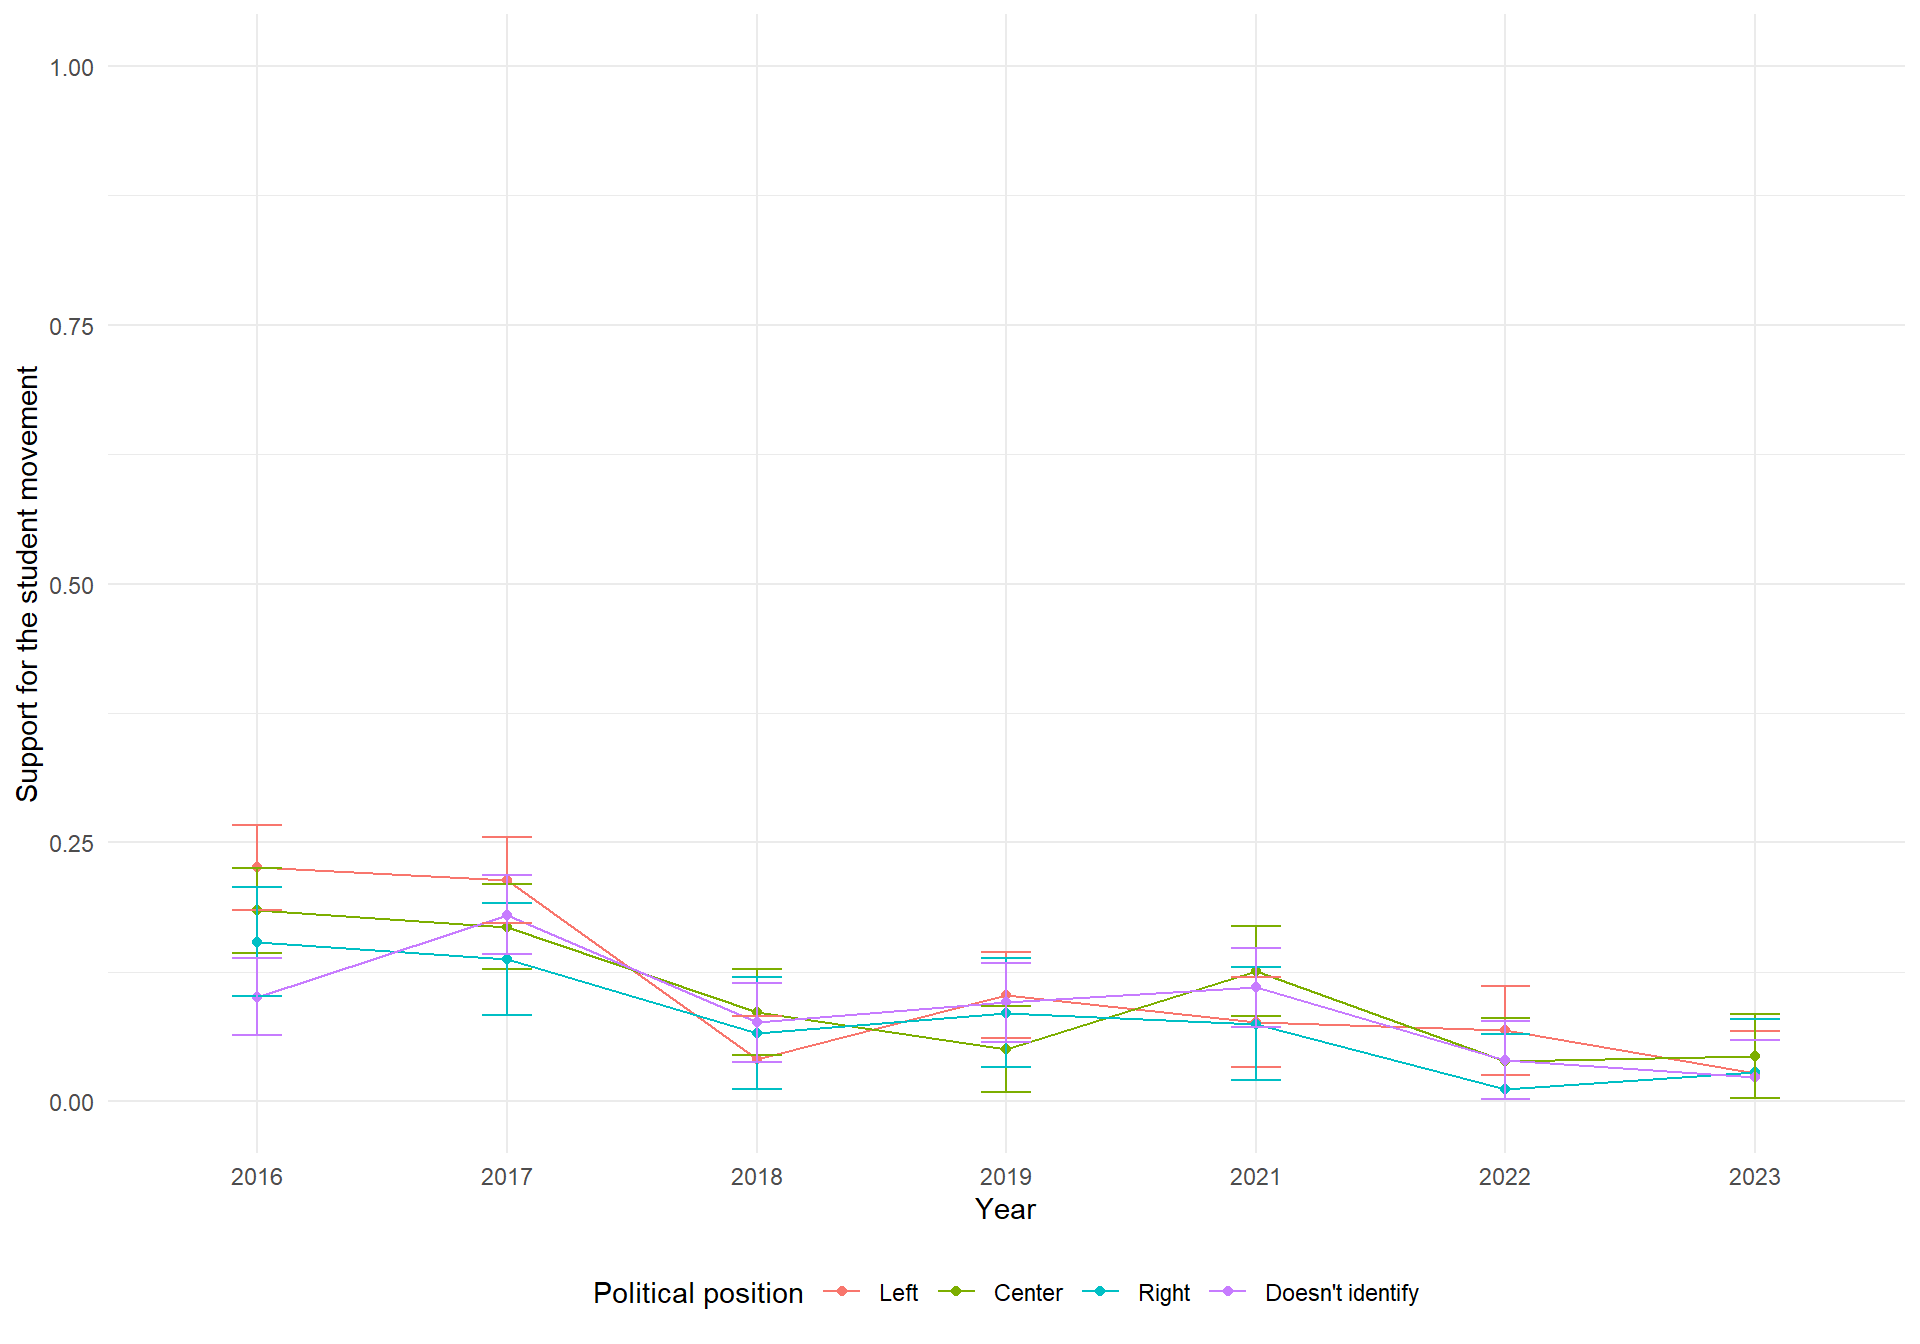 Support for the student movement
1.00
0.75
0.50
0.25
0.00
2016 2017 2018 2019 2021 2022 2023
Year
Political position Left Center Right Doesn't identify